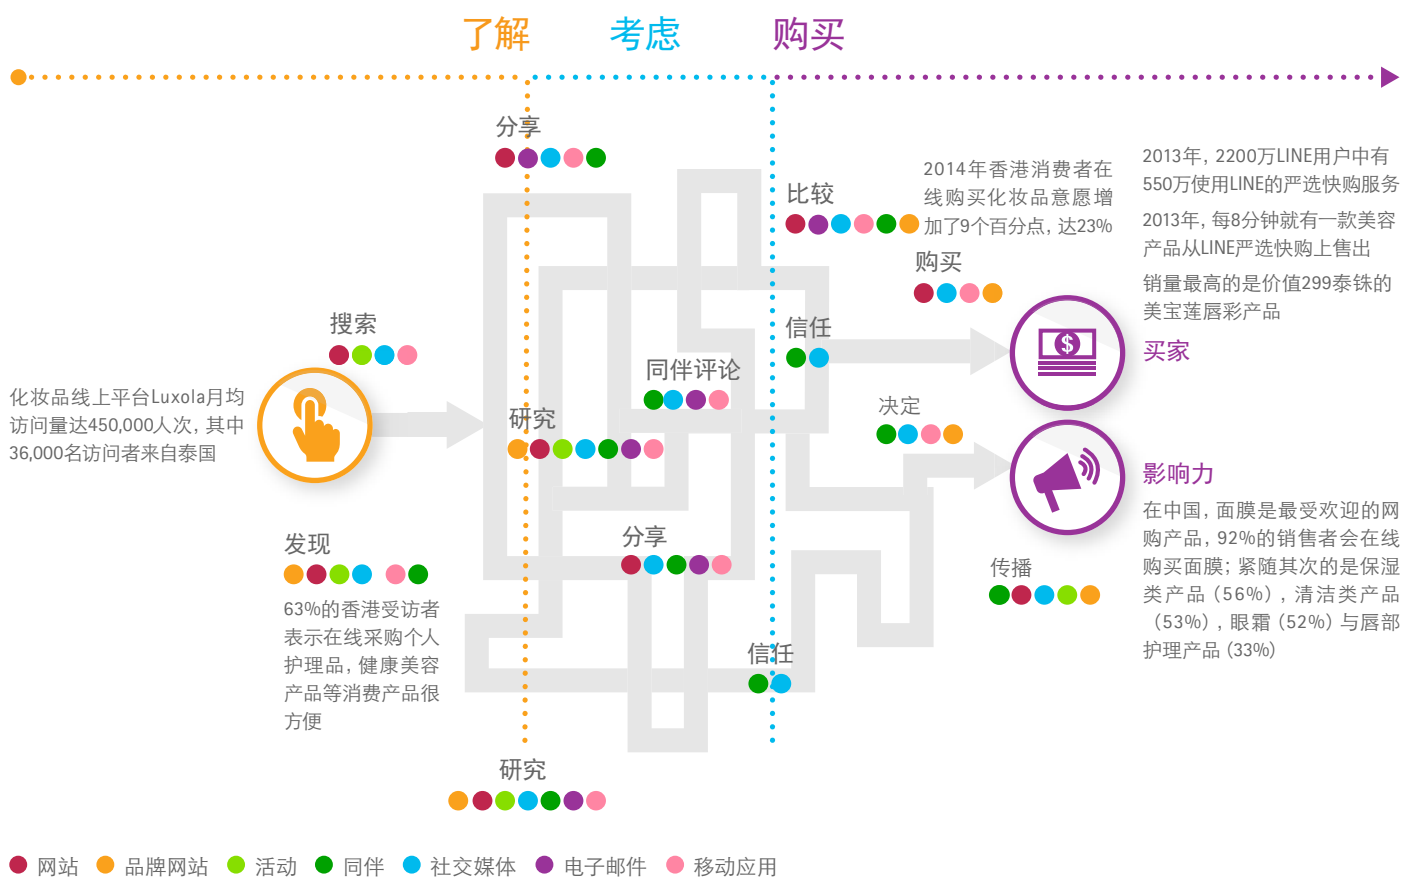 了解
考虑
购买
分享
比较
2014年香港消费者在
线购买化妆品意愿增
加了9个百分点，达23%
2013年，2200万LINE用户中有
550万使用LINE的严选快购服务
2013年，每8分钟就有一款美容
产品从LINE严选快购上售出
销量最高的是价值299泰铢的
美宝莲唇彩产品
购买
搜索
信任
买家
$
化妆品线上平台Luxola月均
访问量达450,000人次，其中
36,000名访问者来自泰国
同伴评论
研究
决定
影响力
在中国，面膜是最受欢迎的网
购产品，92%的销售者会在线
购买面膜；紧随其次的是保湿
类产品（56%），清洁类产品
（53%），眼霜（52%）与唇部
护理产品（33%）
发现
63%的香港受访者
表示在线采购个人
护理品，健康美容
产品等消费产品很
方便
分享
传播
信任
研究
网站
品牌网站
活动
同伴
社交媒体
电子邮件
移动应用